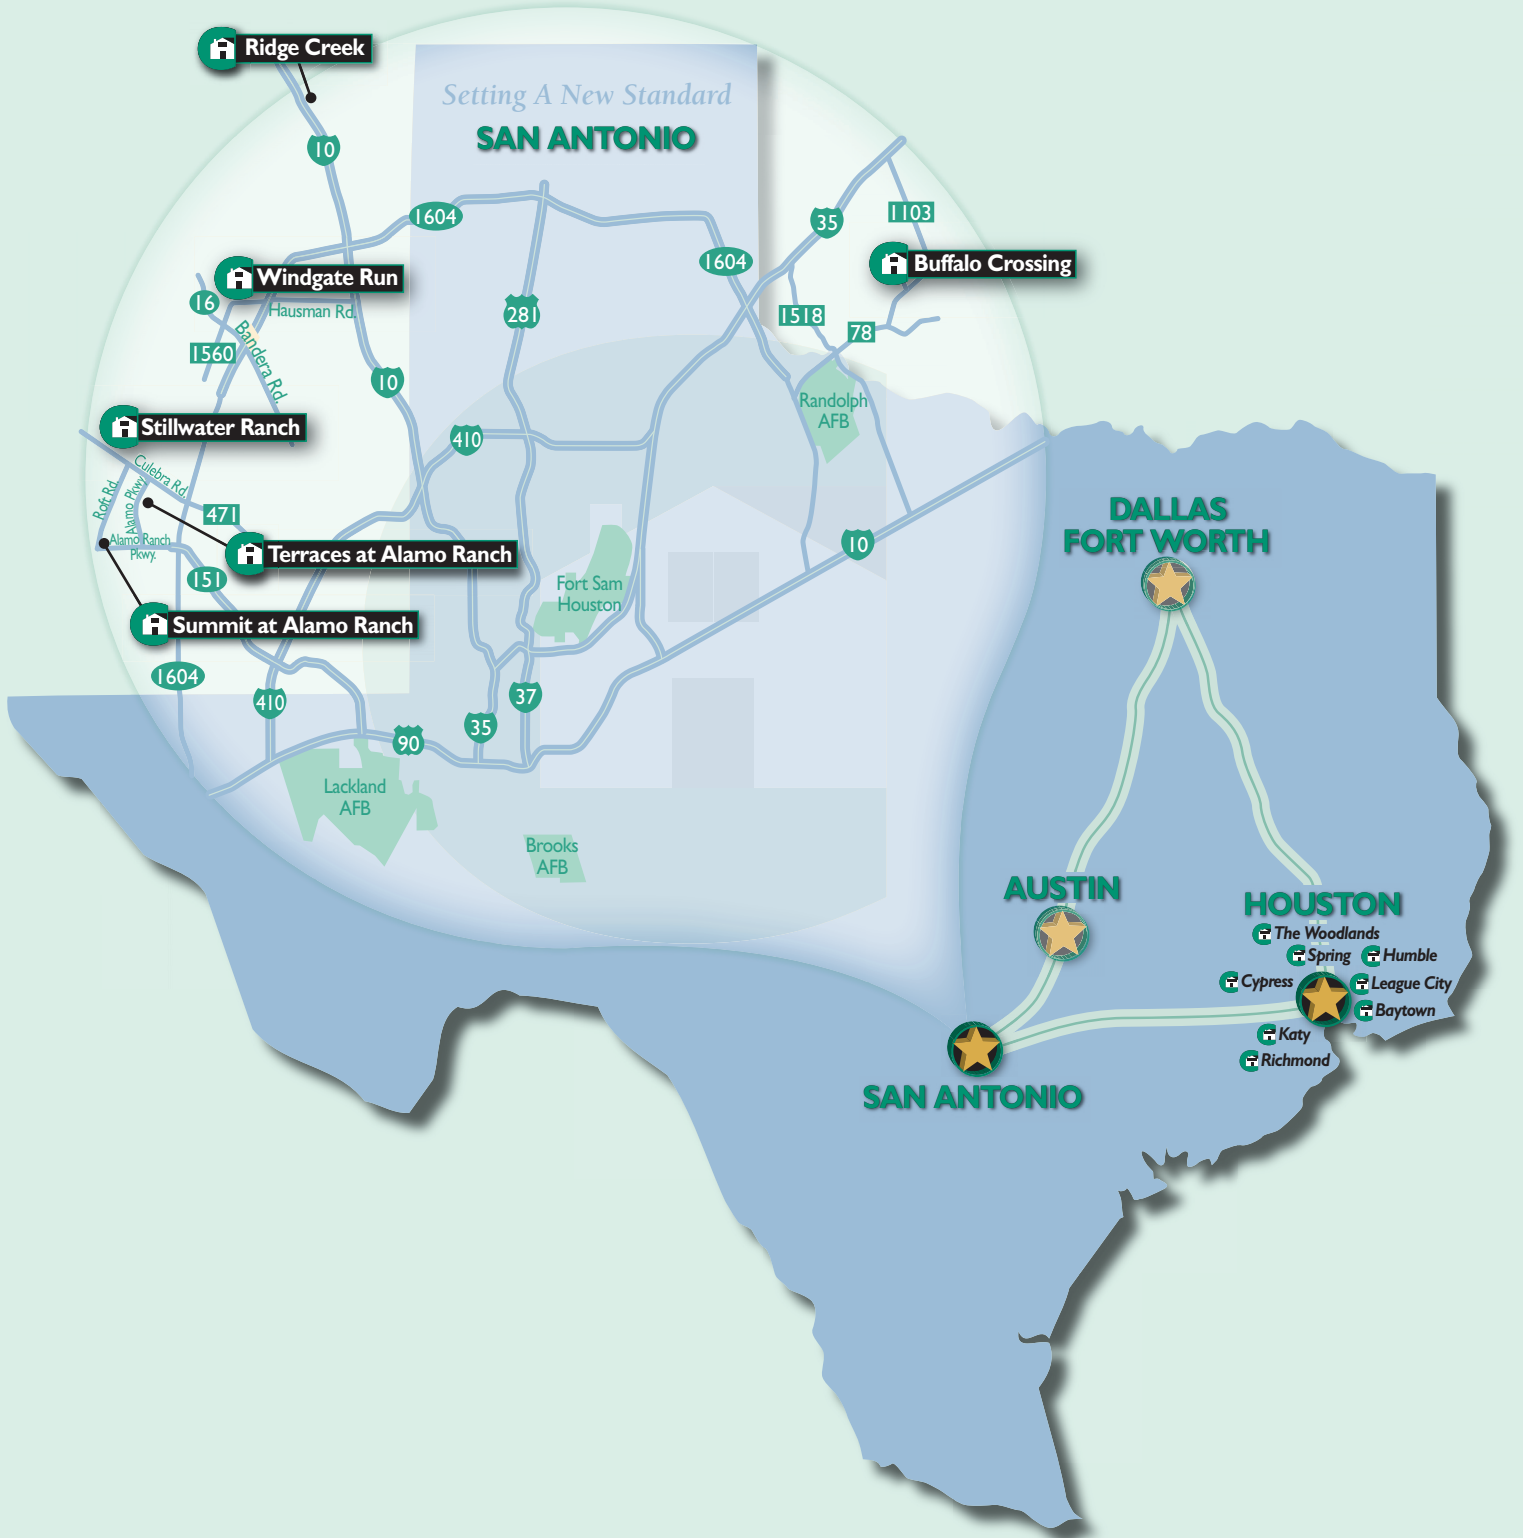 Ridge Creek
Setting A New Standard
SAN ANTONIO
10
1604
35
1103
1604
Buffalo Crossing
Windgate Run
16
Hausman Rd.
281
1518
78
Bandera Rd.
1560
10
Randolph
AFB
Stillwater Ranch
410
Culebra Rd.
Roft Rd.
Alamo Pkwy.
471
Alamo Ranch
Pkwy.
Terraces at Alamo Ranch
10
DALLAS
FORT WORTH
151
Fort Sam
Houston
Summit at Alamo Ranch
1604
410
37
35
90
Lackland
AFB
Brooks
AFB
AUSTIN
HOUSTON
The Woodlands
Spring
Humble
Cypress
League City
Baytown
Katy
Richmond
SAN ANTONIO